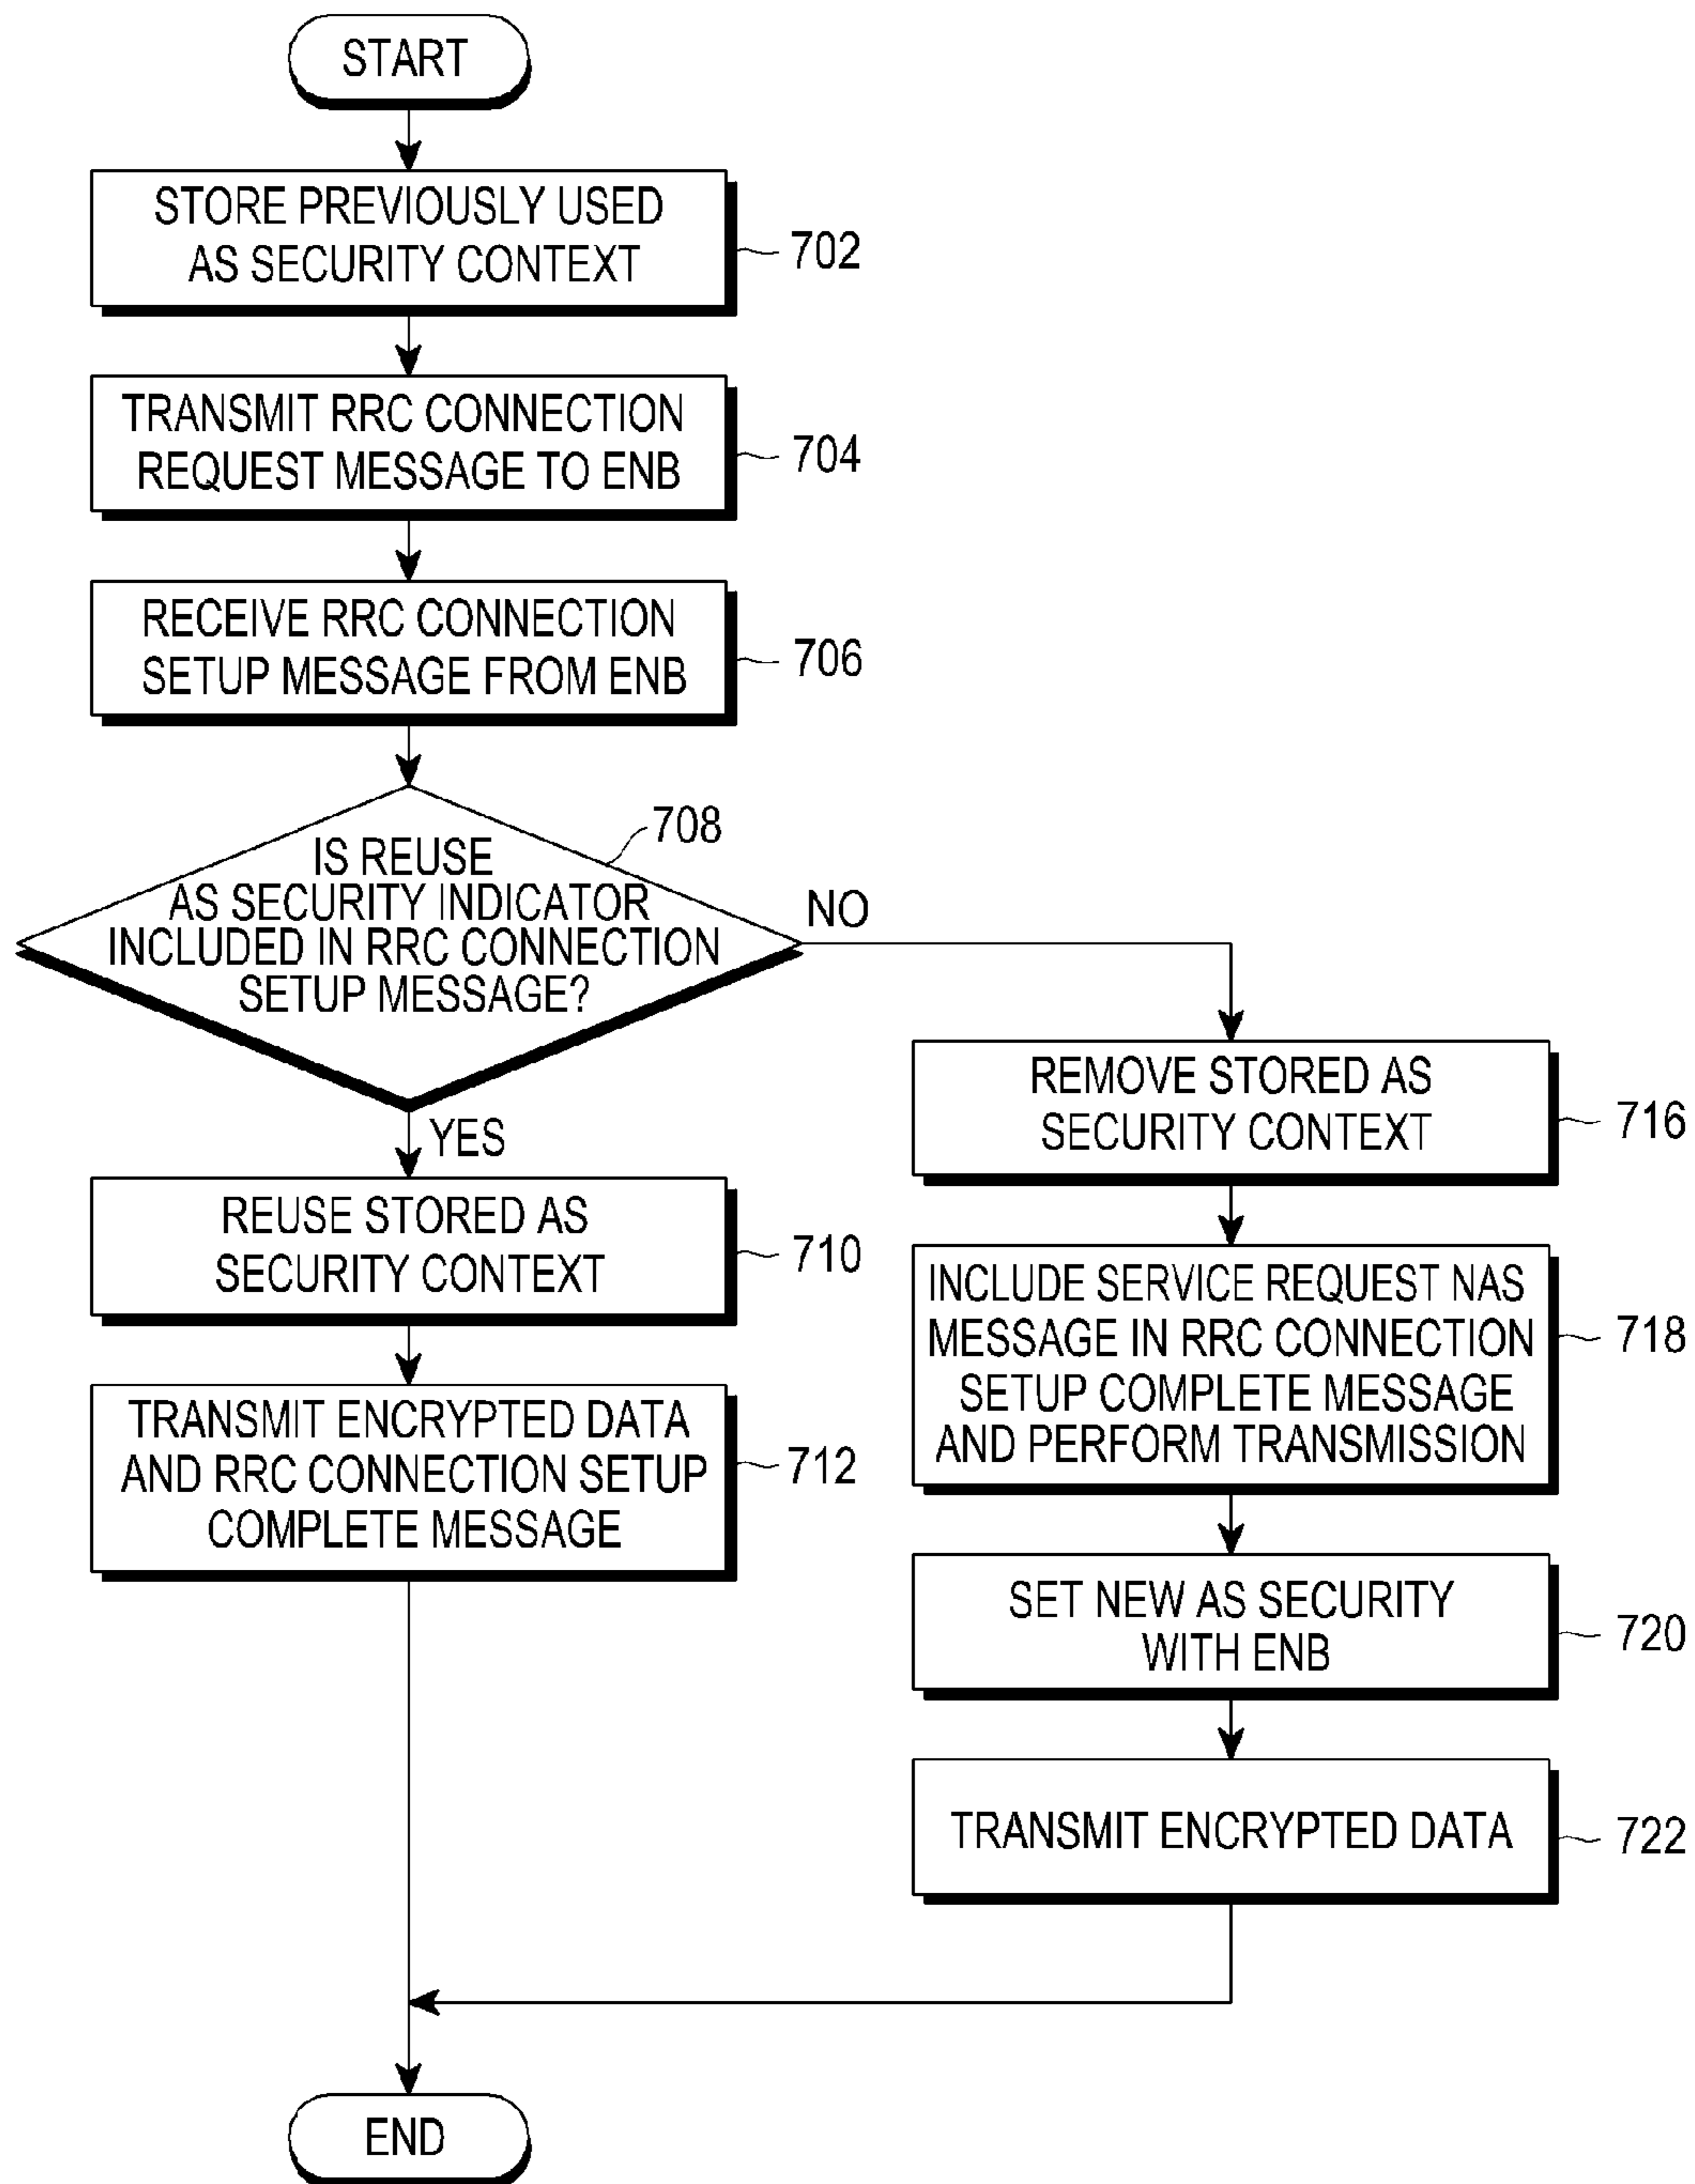 START
STORE PREVIOUSLY USED
AS SECURITY CONTEXT
702
TRANSMIT RRC CONNECTION
REQUEST MESSAGE TO ENB
704
RECEIVE RRC CONNECTION
SETUP MESSAGE FROM ENB
706
708
IS REUSE
AS SECURITY INDICATOR
INCLUDED IN RRC CONNECTION
SETUP MESSAGE?
NO
YES
REUSE STORED AS
SECURITY CONTEXT
710
TRANSMIT ENCRYPTED DATA
AND RRC CONNECTION SETUP
COMPLETE MESSAGE
712
REMOVE STORED AS
SECURITY CONTEXT
716
INCLUDE SERVICE REQUEST NAS
MESSAGE IN RRC CONNECTION
SETUP COMPLETE MESSAGE
AND PERFORM TRANSMISSION
718
SET NEW AS SECURITY
WITH ENB
720
TRANSMIT ENCRYPTED DATA
722
END